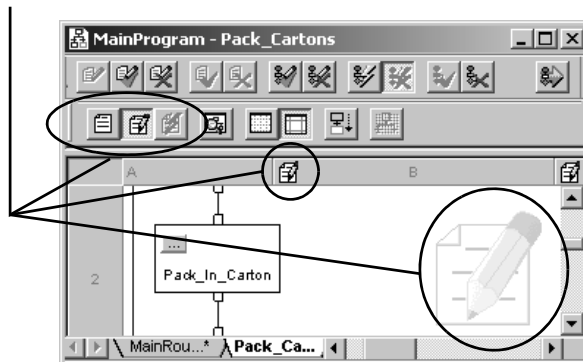 MainProgram - Pack_Cartons
A B
...
Pack_In_Carton
2
MainRou...* Pack_Ca...